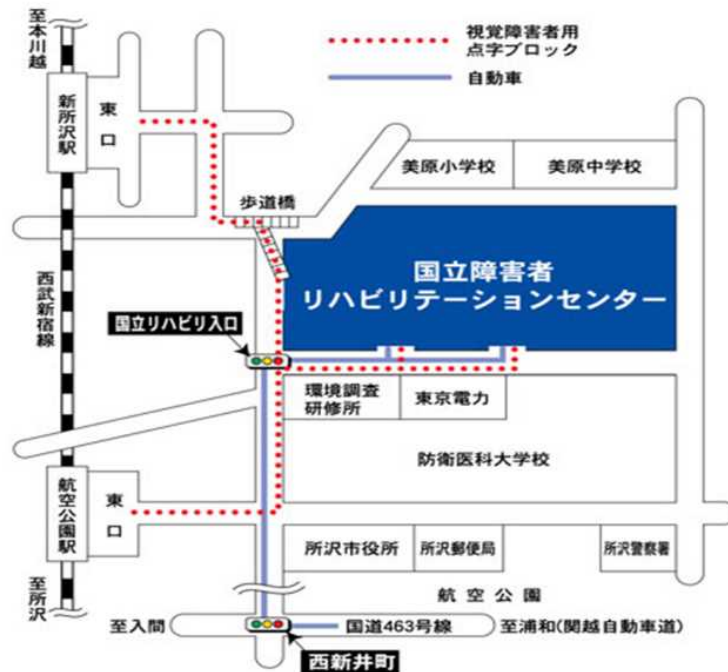 至本川越
新所沢駅
東口
視覚障害者用
点字ブロック
自動車
美原小学校
美原中学校
歩道橋
国立障害者
リハビリテーションセンター
西武新宿線
国立リハビリ入口
環境調査
研修所
東京電力
防衛医科大学校
航空公園駅
東口
所沢市役所
所沢郵便局
所沢警察署
至所沢
航空公園
至入間
国道463号線
至浦和(関越自動車道)
西新井町